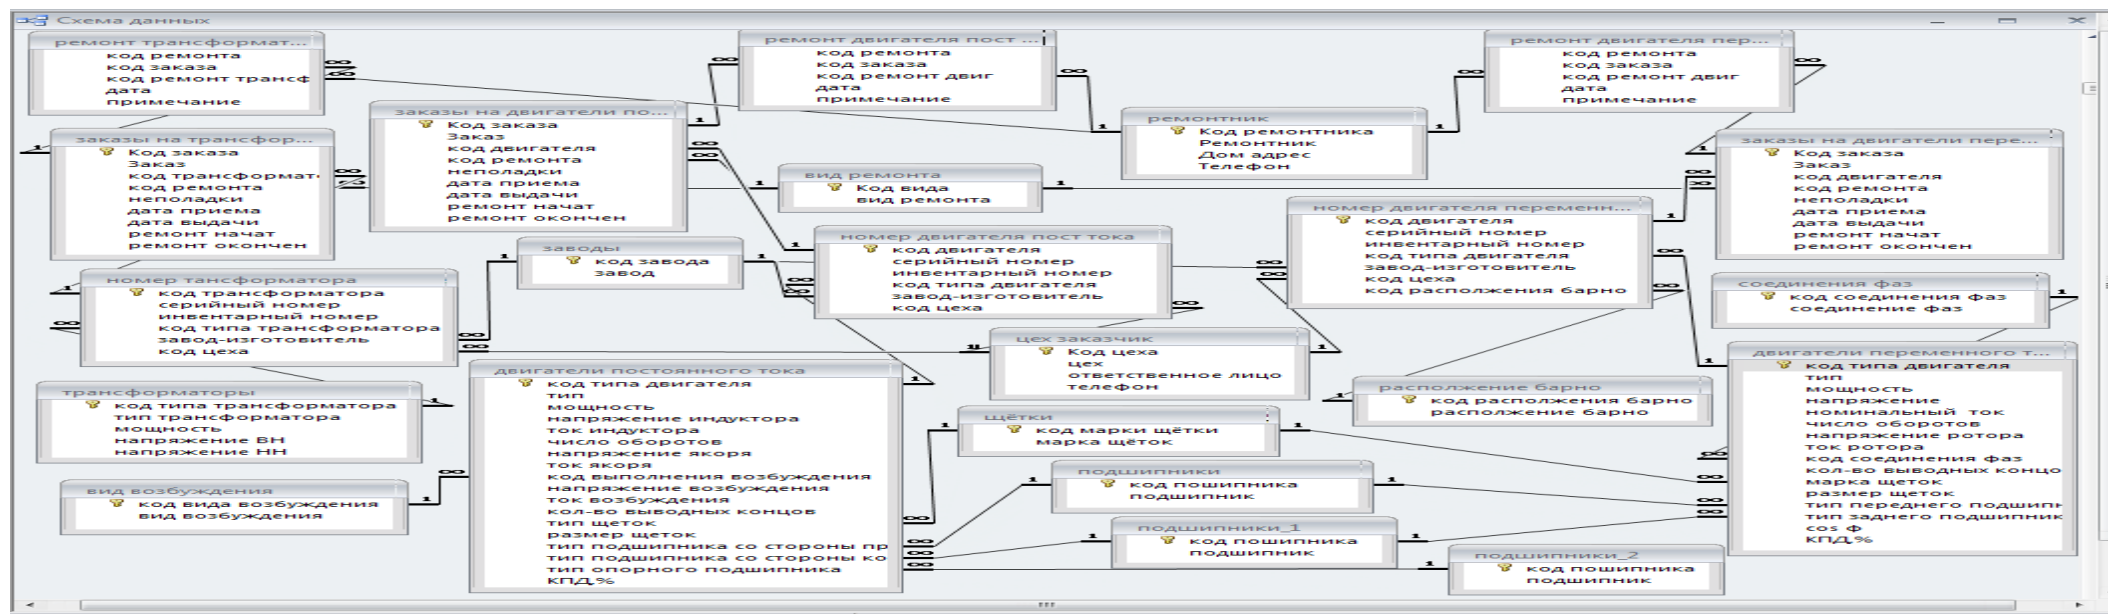 Схема данных
ремонт трансформат...
код ремонта
код заказа
код ремонт трансф
дата
примечание
ремонт двигателя пост ...
код ремонта
код заказа
код ремонт двиг
дата
примечание
ремонт двигателя пер...
код ремонта
код заказа
код ремонт двиг
дата
примечание
заказы на двигатели по...
Код заказа
Заказ
код двигателя
код ремонта
неполадки
дата приема
дата выдачи
ремонт начат
ремонт окончен
ремонтник
Код ремонтника
Ремонтник
Дом адрес
Телефон
заказы на трансфор...
Код заказа
Заказ
код трансформат
код ремонта
неполадки
дата приема
дата выдачи
ремонт начат
ремонт окончен
заказы на двигатели пере...
Код заказа
Заказ
код двигателя
код ремонта
неполадки
дата приема
дата выдачи
ремонт начат
ремонт окончен
вид ремонта
Код вида
вид ремонта
номер двигателя переменн...
код двигателя
серийный номер
инвентарный номер
код типа двигателя
завод-изготовитель
код цеха
код расположения барно
номер двигателя пост тока
код двигателя
серийный номер
инвентарный номер
код типа двигателя
завод-изготовитель
код цеха
заводы
код завода
завод
номер тансформатора
код трансформатора
серийный номер
инвентарный номер
код типа трансформатора
завод-изготовитель
код цеха
соединения фаз
код соединения фаз
соединение фаз
цех заказчик
Код цеха
цех
ответственное лицо
телефон
двигатели переменного т...
код типа двигателя
тип
мощность
напряжение
номинальный ток
число оборотов
напряжение ротора
ток ротора
код соединения фаз
кол-во выводных концо
марка щеток
размер щеток
тип переднего подшипн
тип заднего подшипник
cos ф
КПД,%
двигатели постоянного тока
код типа двигателя
тип
мощность
напряжение индуктора
ток индуктора
число оборотов
напряжение якоря
ток якоря
код выполнения возбуждения
напряжение возбуждения
ток возбуждения
кол-во выводных концов
тип щеток
размер щеток
тип подшипника со стороны пр
тип подшипника со стороны ко
тип опорного подшипника
КПД,%
располжение барно
код располжения барно
располжение барно
трансформаторы
код типа трансформатора
тип трансформатора
мощность
напряжение ВН
напряжение НН
щётки
код марки щётки
марка щёток
подшипники
код пошипника
подшипник
вид возбуждения
код вида возбуждения
вид возбуждения
подшипники_1
код пошипника
подшипник
подшипники_2
код пошипника
подшипник